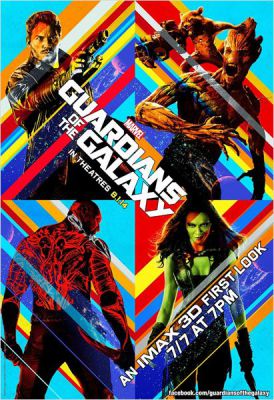 MARVEL
GUARDIANS
OF THE GALAXY
IN THEATRES 8.1.14
AN IMAX 3D FIRST LOOK
7/7 AT 7PM
facebook.com/guardiansofthegalaxy